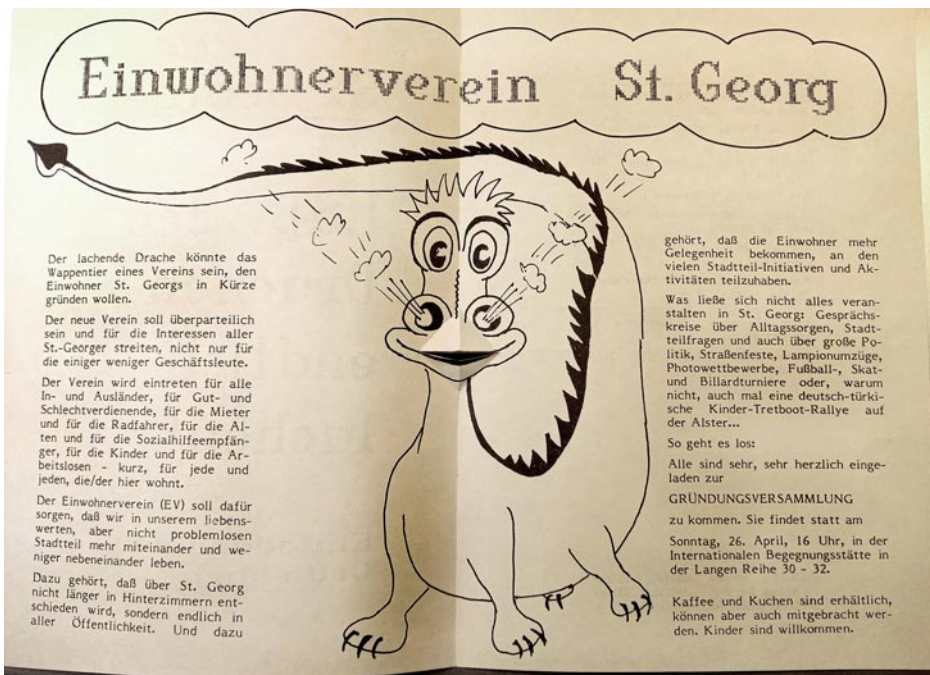 Einwohnerverein St. Georg
Der lachende Drache könnte das
Wappentier eines Vereins sein, den
Einwohner St. Georgs in Kürze
gründen wollen.
Der neue Verein soll überparteilich
sein und für die Interessen aller
St.-Georger streiten, nicht nur für
die einiger weniger Geschäftsleute.
Der Verein wird eintreten für alle
In- und Ausländer, für Gut- und
Schlechtverdienende, für die Mieter
und für die Radfahrer, für die Al-
ten und für die Sozialhilfeempfän-
ger, für die Kinder und für die Ar-
beitslosen - kurz, für jede und
jeden, die/der hier wohnt.
Der Einwohnerverein (EV) soll dafür
sorgen, daß wir in unserem liebens-
werten, aber nicht problemlosen
Stadtteil mehr miteinander und we-
niger nebeneinander leben.
Dazu gehört, daß über St. Georg
nicht länger in Hinterzimmern ent-
schieden wird, sondern endlich in
aller Öffentlichkeit. Und dazu
gehört, daß die Einwohner mehr
Gelegenheit bekommen, an den
vielen Stadtteil-Initiativen und Ak-
tivitäten teilzuhaben.
Was ließe sich nicht alles veran-
stalten in St. Georg: Gesprächs-
kreise über Alltagssorgen, Stadt-
teilfragen und auch über große Po-
litik, Straßenfeste, Lampionumzüge,
Photowettbewerbe, Fußball-, Skat-
und Billardturniere oder, warum
nicht, auch mal eine deutsch-türki-
sche Kinder-Tretboot-Rallye auf
der Alster...
So geht es los:
Alle sind sehr, sehr herzlich einge-
laden zur
GRÜNDUNGSVERSAMMLUNG
zu kommen. Sie findet statt am
Sonntag, 26. April, 16 Uhr, in der
Internationalen Begegnungsstätte in
der Langen Reihe 30 - 32.
Kaffee und Kuchen sind erhältlich,
können aber auch mitgebracht wer-
den. Kinder sind willkommen.